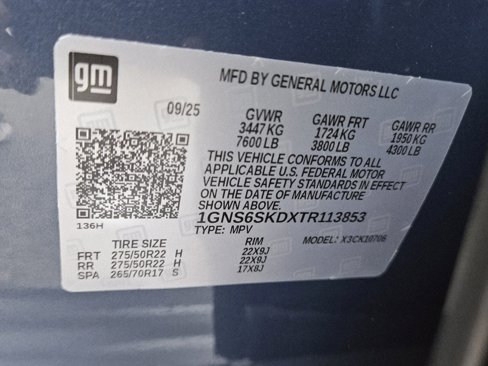 gm
MFD BY GENERAL MOTORS LLC
09/25
GVWR GAWR FRT GAWR RR
3447 KG 1724 KG 1950 KG
7600 LB 3800 LB 4300 LB
THIS VEHICLE CONFORMS TO ALL
APPLICABLE U.S. FEDERAL MOTOR
VEHICLE SAFETY STANDARDS IN EFFECT
ON THE DATE OF MANUFACTURE
SHOWN ABOVE.
1GNS6SKDXTR113853
136H
TYPE: MPV MODEL: X3CK10706
TIRE SIZE RIM
FRT 275/50R22 H 22X9J
RR 275/50R22 H 22X9J
SPA 265/70R17 S 17X8J